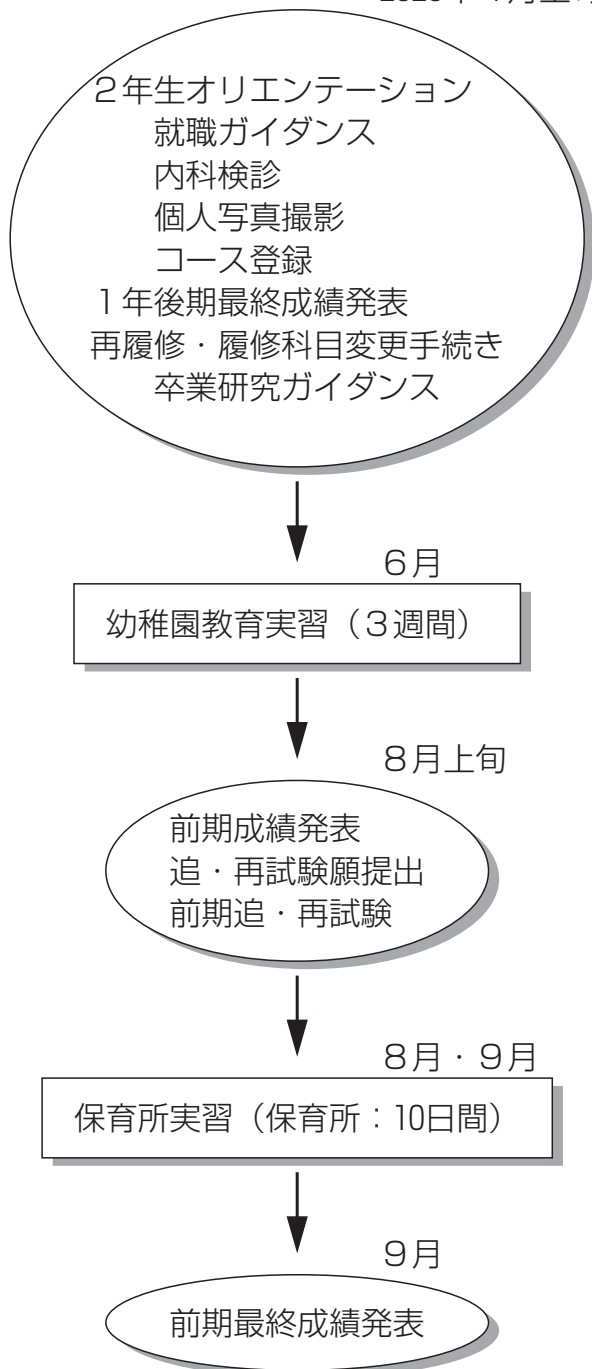 ２年生オリエンテーション
就職ガイダンス
内科検診
個人写真撮影
コース登録
１年後期最終成績発表
再履修・履修科目変更手続き
卒業研究ガイダンス
６月
幼稚園教育実習（３週間）
８月上旬
前期成績発表
追・再試験願提出
前期追・再試験
８月・９月
保育所実習（保育所：10日間）
９月
前期最終成績発表